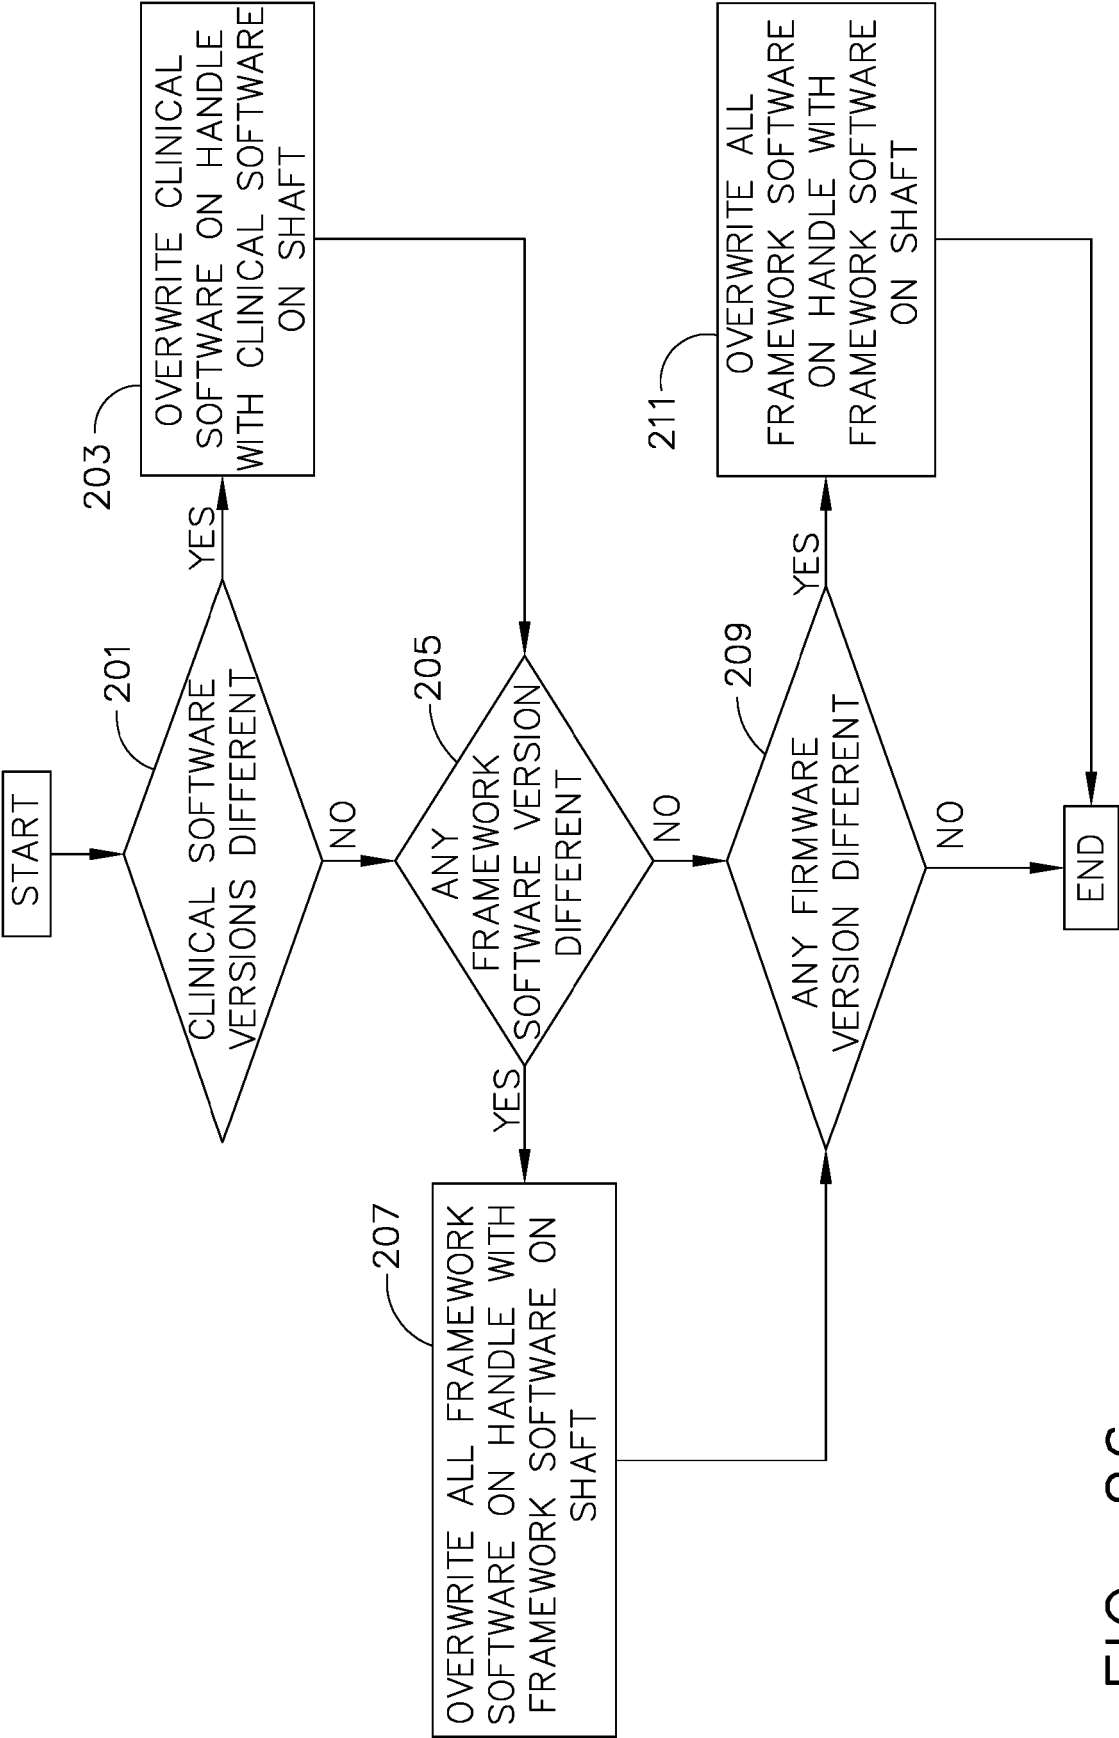 START
201
CLINICAL SOFTWARE
VERSIONS DIFFERENT
YES
NO
203
OVERWRITE CLINICAL
SOFTWARE ON HANDLE
WITH CLINICAL SOFTWARE
ON SHAFT
205
ANY
FRAMEWORK
SOFTWARE VERSION
DIFFERENT
YES
NO
207
OVERWRITE ALL FRAMEWORK
SOFTWARE ON HANDLE WITH
FRAMEWORK SOFTWARE ON
SHAFT
209
ANY FIRMWARE
VERSION DIFFERENT
YES
NO
211
OVERWRITE ALL
FRAMEWORK SOFTWARE
ON HANDLE WITH
FRAMEWORK SOFTWARE
ON SHAFT
END
FIG.